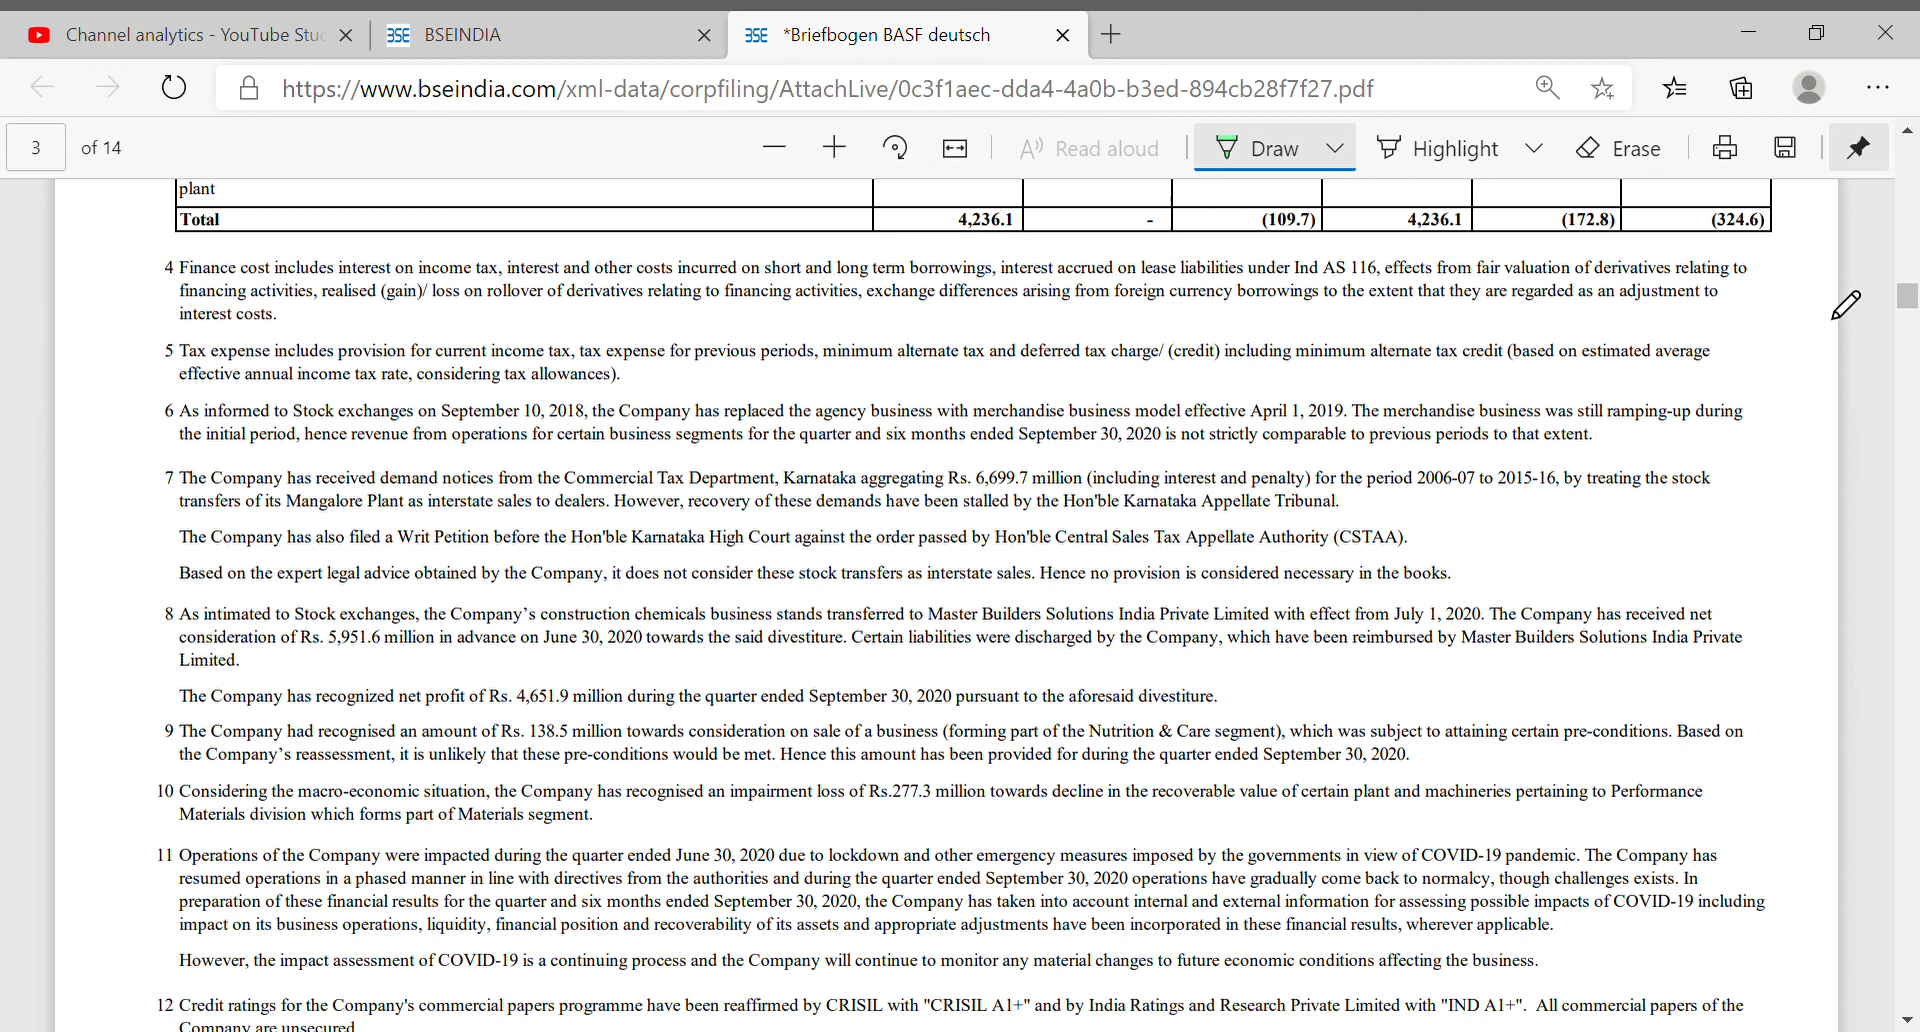 Channel analytics - YouTube Stu
BSE BSEINDIA
BSE *Briefbogen BASF deutsch
https://www.bseindia.com/xml-data/corpfiling/AttachLive/0c3f1aec-dda4-4a0b-b3ed-894cb28f7f27.pdf
3 of 14 Read aloud Draw Highlight Erase
plant
Total 4,236.1 - (109.7) 4,236.1 (172.8) (324.6)
4 Finance cost includes interest on income tax, interest and other costs incurred on short and long term borrowings, interest accrued on lease liabilities under Ind AS 116, effects from fair valuation of derivatives relating to
financing activities, realised (gain)/ loss on rollover of derivatives relating to financing activities, exchange differences arising from foreign currency borrowings to the extent that they are regarded as an adjustment to
interest costs.
5 Tax expense includes provision for current income tax, tax expense for previous periods, minimum alternate tax and deferred tax charge/ (credit) including minimum alternate tax credit (based on estimated average
effective annual income tax rate, considering tax allowances).
6 As informed to Stock exchanges on September 10, 2018, the Company has replaced the agency business with merchandise business model effective April 1, 2019. The merchandise business was still ramping-up during
the initial period, hence revenue from operations for certain business segments for the quarter and six months ended September 30, 2020 is not strictly comparable to previous periods to that extent.
7 The Company has received demand notices from the Commercial Tax Department, Karnataka aggregating Rs. 6,699.7 million (including interest and penalty) for the period 2006-07 to 2015-16, by treating the stock
transfers of its Mangalore Plant as interstate sales to dealers. However, recovery of these demands have been stalled by the Hon'ble Karnataka Appellate Tribunal.
The Company has also filed a Writ Petition before the Hon'ble Karnataka High Court against the order passed by Hon'ble Central Sales Tax Appellate Authority (CSTAA).
Based on the expert legal advice obtained by the Company, it does not consider these stock transfers as interstate sales. Hence no provision is considered necessary in the books.
8 As intimated to Stock exchanges, the Company’s construction chemicals business stands transferred to Master Builders Solutions India Private Limited with effect from July 1, 2020. The Company has received net
consideration of Rs. 5,951.6 million in advance on June 30, 2020 towards the said divestiture. Certain liabilities were discharged by the Company, which have been reimbursed by Master Builders Solutions India Private
Limited.
The Company has recognized net profit of Rs. 4,651.9 million during the quarter ended September 30, 2020 pursuant to the aforesaid divestiture.
9 The Company had recognised an amount of Rs. 138.5 million towards consideration on sale of a business (forming part of the Nutrition & Care segment), which was subject to attaining certain pre-conditions. Based on
the Company’s reassessment, it is unlikely that these pre-conditions would be met. Hence this amount has been provided for during the quarter ended September 30, 2020.
10 Considering the macro-economic situation, the Company has recognised an impairment loss of Rs.277.3 million towards decline in the recoverable value of certain plant and machineries pertaining to Performance
Materials division which forms part of Materials segment.
11 Operations of the Company were impacted during the quarter ended June 30, 2020 due to lockdown and other emergency measures imposed by the governments in view of COVID-19 pandemic. The Company has
resumed operations in a phased manner in line with directives from the authorities and during the quarter ended September 30, 2020 operations have gradually come back to normalcy, though challenges exists. In
preparation of these financial results for the quarter and six months ended September 30, 2020, the Company has taken into account internal and external information for assessing possible impacts of COVID-19 including
impact on its business operations, liquidity, financial position and recoverability of its assets and appropriate adjustments have been incorporated in these financial results, wherever applicable.
However, the impact assessment of COVID-19 is a continuing process and the Company will continue to monitor any material changes to future economic conditions affecting the business.
12 Credit ratings for the Company's commercial papers programme have been reaffirmed by CRISIL with "CRISIL A1+" and by India Ratings and Research Private Limited with "IND A1+". All commercial papers of the
Company are unsecured